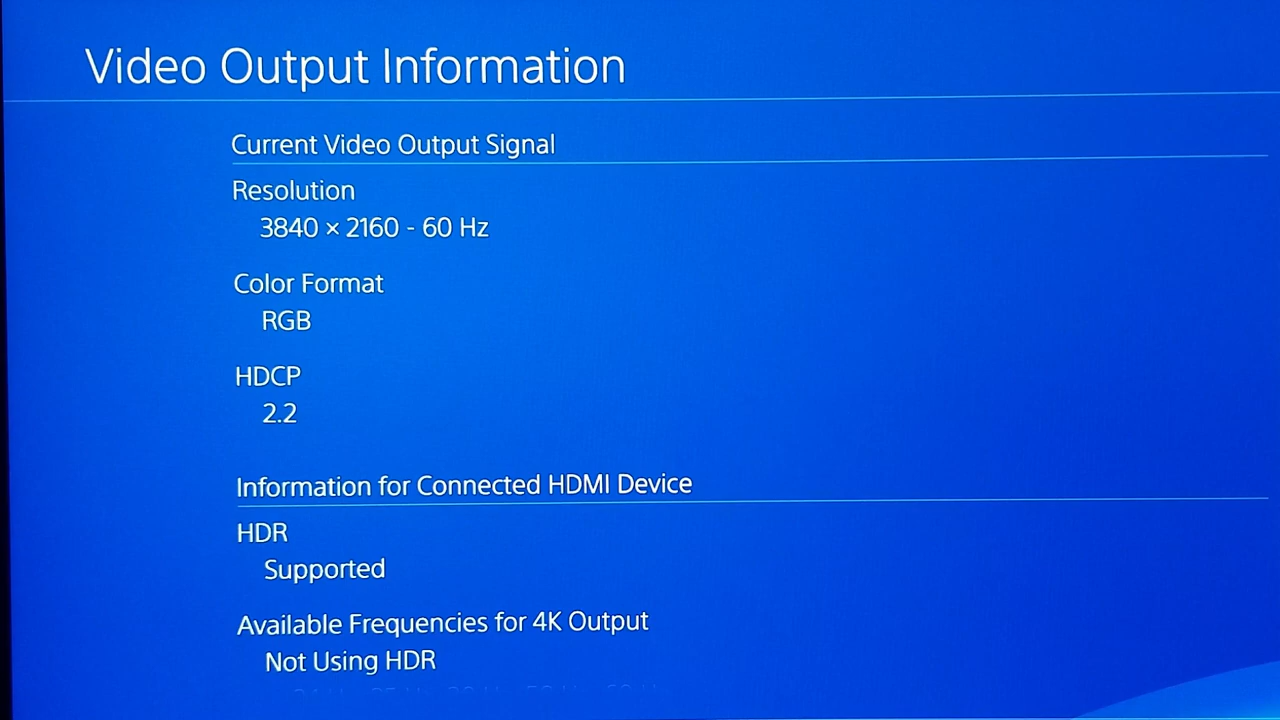 Video Output Information
Current Video Output Signal
Resolution
3840 × 2160 - 60 Hz
Color Format
RGB
HDCP
2.2
Information for Connected HDMI Device
HDR
Supported
Available Frequencies for 4K Output
Not Using HDR